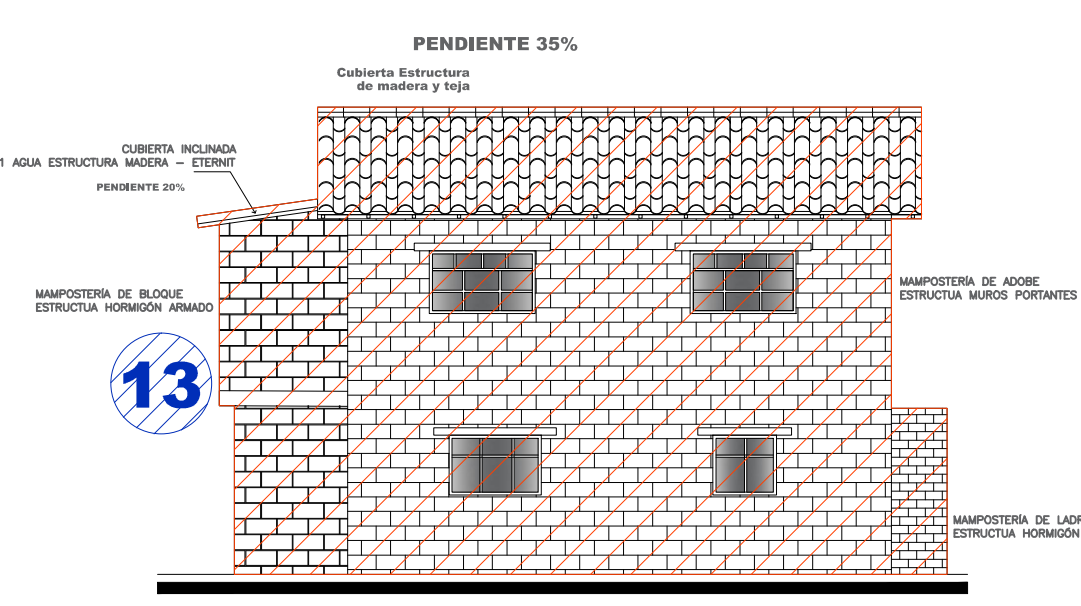 PENDIENTE 35%
Cubierta Estructura
de madera y teja
CUBIERTA INCLINADA
1 AGUA ESTRUCTURA MADERA – ETERNIT
PENDIENTE 20%
MAMPOSTERÍA DE BLOQUE
ESTRUCTUA HORMIGÓN ARMADO
MAMPOSTERÍA DE ADOBE
ESTRUCTUA MUROS PORTANTES
13
MAMPOSTERÍA DE LADR
ESTRUCTUA HORMIGÓN